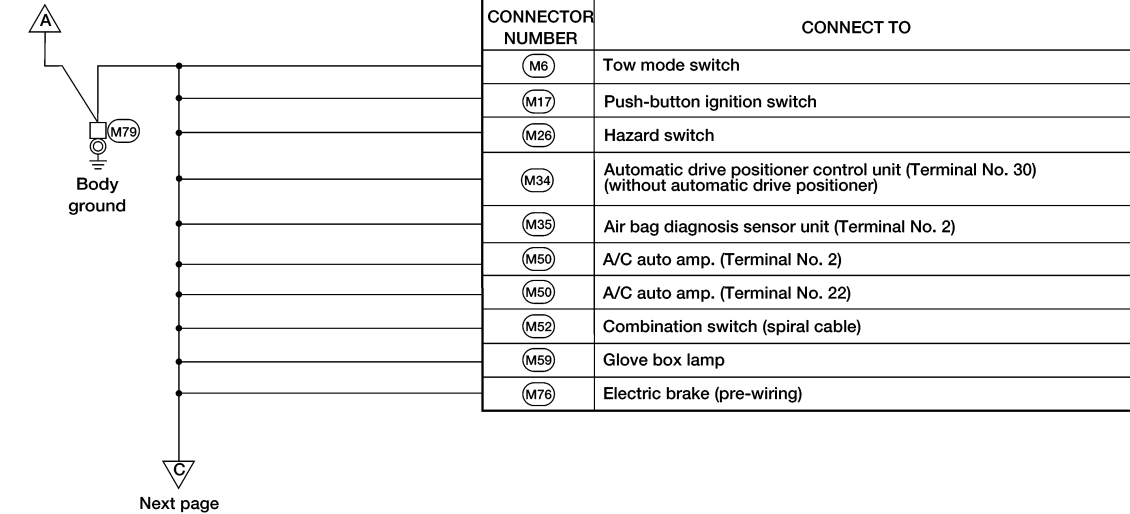 A
M79
Body
ground
CONNECTOR
NUMBER
CONNECT TO
M6 Tow mode switch
M17 Push-button ignition switch
M26 Hazard switch
M34 Automatic drive positioner control unit (Terminal No. 30)
(without automatic drive positioner)
M35 Air bag diagnosis sensor unit (Terminal No. 2)
M50 A/C auto amp. (Terminal No. 2)
M50 A/C auto amp. (Terminal No. 22)
M52 Combination switch (spiral cable)
M59 Glove box lamp
M76 Electric brake (pre-wiring)
C
Next page